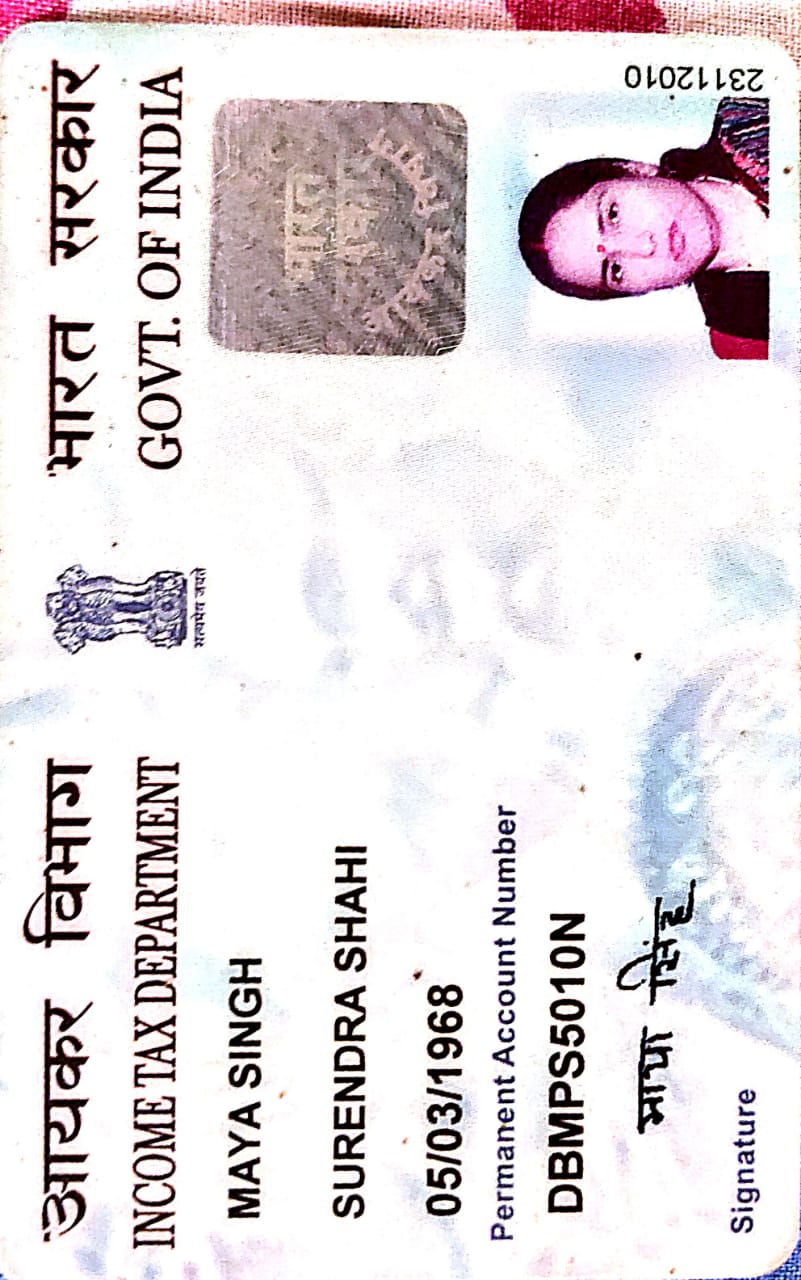 आयकर विभाग
INCOME TAX DEPARTMENT
सत्यमेव जयते
भारत सरकार
GOVT. OF INDIA
MAYA SINGH
SURENDRA SHAHI
05/03/1968
Permanent Account Number
DBMPS5010N
माया सिंह
Signature
भारत
23112010